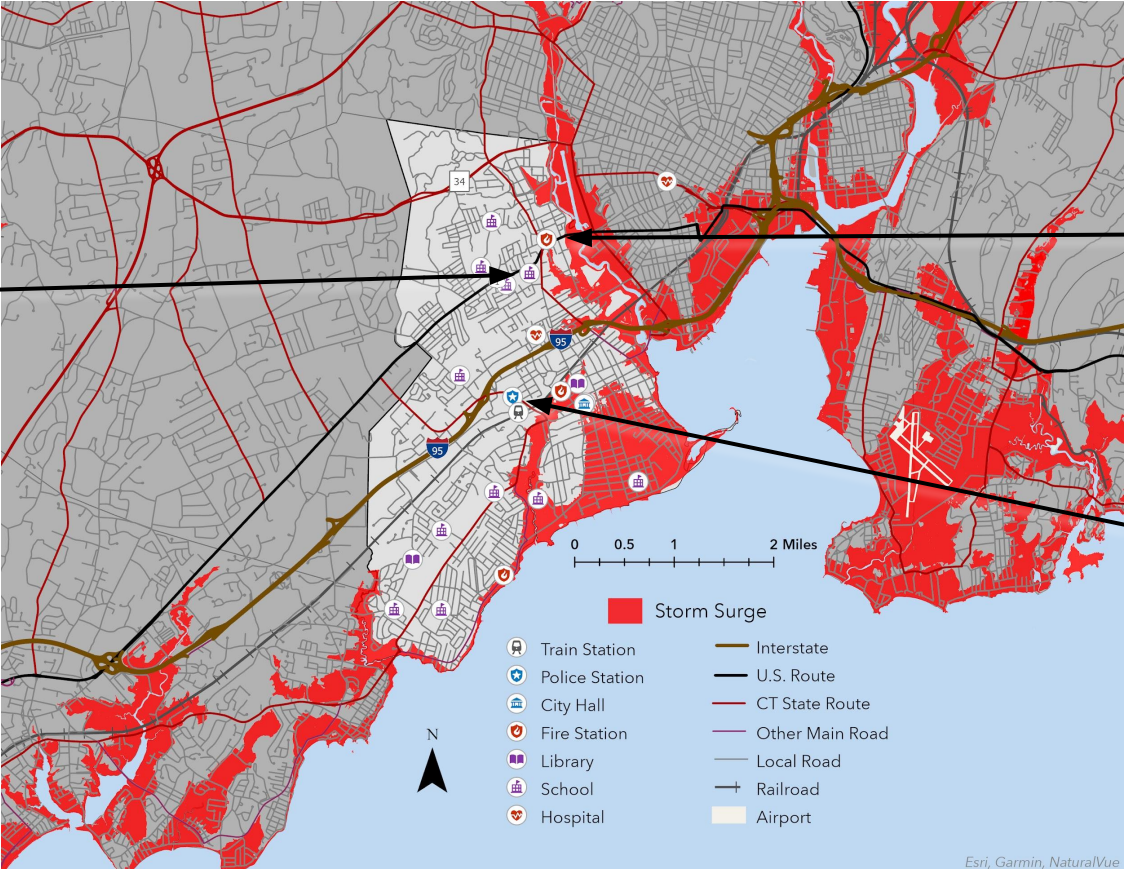 34
95
95
0 0.5 1 2 Miles
Storm Surge
Train Station
Police Station
City Hall
Fire Station
Library
School
Hospital
Interstate
U.S. Route
CT State Route
Other Main Road
Local Road
Railroad
Airport
N
Esri, Garmin, NaturalVue